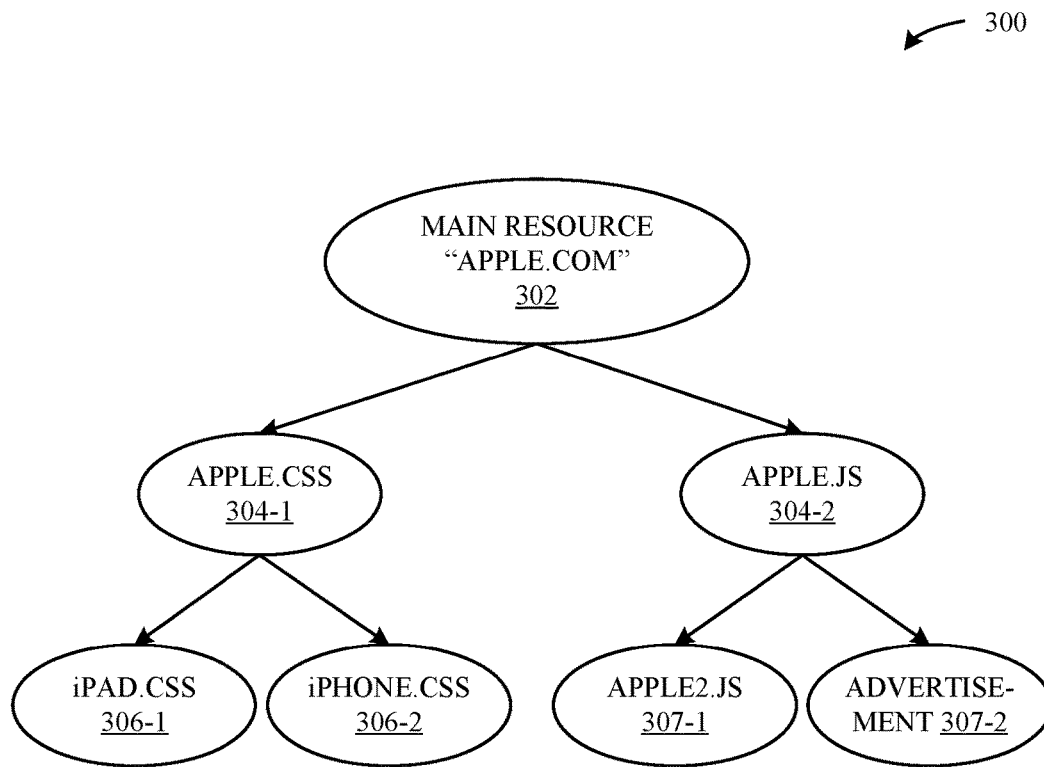 300
MAIN RESOURCE
“APPLE.COM”
302
APPLE.CSS
304-1
APPLE.JS
304-2
iPAD.CSS
306-1
iPHONE.CSS
306-2
APPLE2.JS
307-1
ADVERTISE-
MENT 307-2